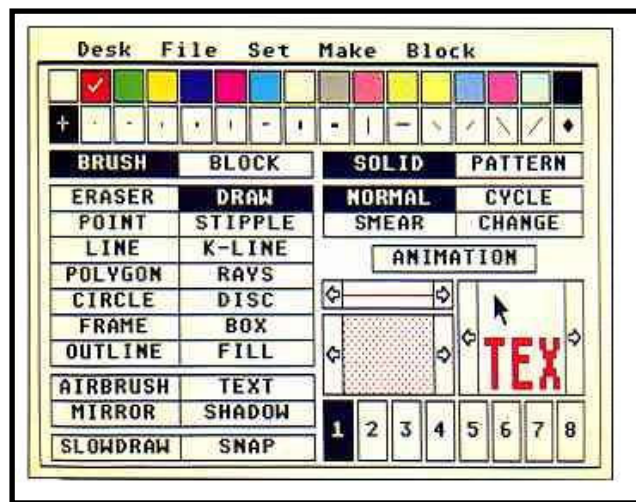 Desk File Set Make Block
BRUSH BLOCK SOLID PATTERN
ERASER DRAW NORMAL CYCLE
POINT STIPPLE SMEAR CHANGE
LINE K-LINE ANIMATION
POLYGON RAYS
CIRCLE DISC
FRAME BOX
OUTLINE FILL TEX
AIRBRUSH TEXT
MIRROR SHADOW
1 2 3 4 5 6 7 8
SLOWDRAW SNAP